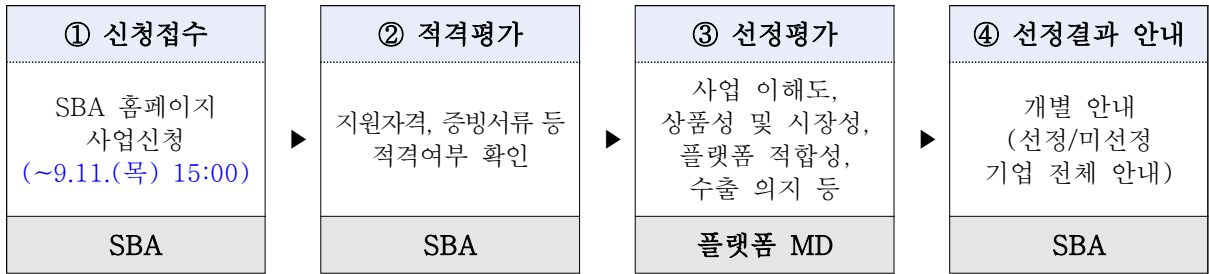 ① 신청접수
SBA 홈페이지
사업신청
(~9.11.(목) 15:00)
SBA
▶
② 적격평가
지원자격, 증빙서류 등
적격여부 확인
SBA
▶
③ 선정평가
사업 이해도,
상품성 및 시장성,
플랫폼 적합성,
수출 의지 등
플랫폼 MD
▶
④ 선정결과 안내
개별 안내
(선정/미선정
기업 전체 안내)
SBA